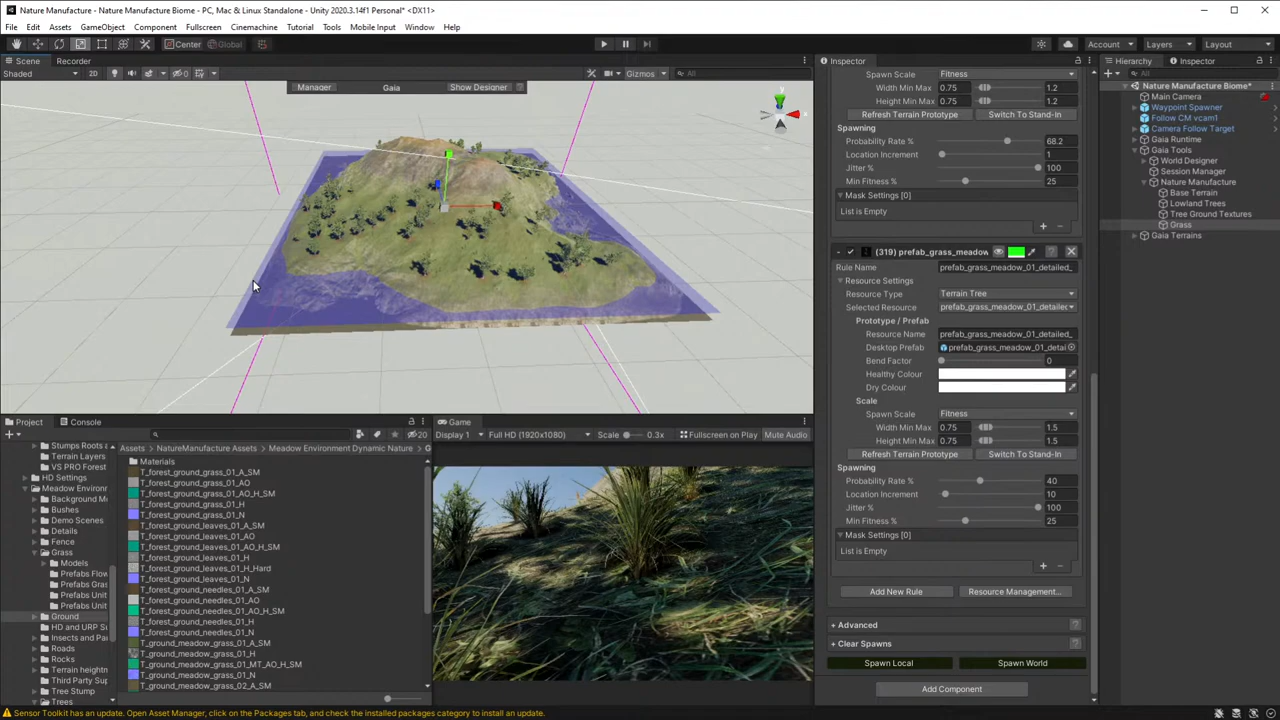 Nature Manufacture Biome - PC, Mac & Linux Standalone - Unity 2020.3.14f1 Personal* <DX11>
File Edit Assets GameObject Component Fullscreen Cinemachine Tutorial Tools Mobile Input Window Help
Center Global
Account Layers Layout
Scene Terrain Recorder
Shaded 2D 0 Gizmos All
Manager Gaia Show Designer
Inspector
Spawn Scale Fitness
Width Min Max 0.75 1.2
Height Min Max 0.75 1.2
Refresh Terrain Prototype Switch To Stand-In
Spawning
Probability Rate % 68.2
Location Increment 1
Jitter % 100
Min Fitness % 25
Mask Settings [0]
List is Empty
(319) prefab_grass_meadow
Rule Name prefab_grass_meadow_01_detailed_
Resource Settings
Resource Type Terrain Tree
Selected Resource prefab_grass_meadow_01_detailed
Prototype / Prefab
Resource Name prefab_grass_meadow_01_detailed_
Desktop Prefab prefab_grass_meadow_01_detai
Bend Factor 0
Healthy Colour
Dry Colour
Scale
Spawn Scale Fitness
Width Min Max 0.75 1.5
Height Min Max 0.75 1.5
Refresh Terrain Prototype Switch To Stand-In
Spawning
Probability Rate % 40
Location Increment 10
Jitter % 100
Min Fitness % 25
Mask Settings [0]
List is Empty
Add New Rule Resource Management...
Advanced
Clear Spawns
Spawn Local Spawn World
Add Component
Hierarchy Inspector
All
Nature Manufacture Biome*
Main Camera
Waypoint Spawner
Follow CM vcam1
Camera Follow Target
Gaia Runtime
Gaia Tools
World Designer
Session Manager
Nature Manufacture
Base Terrain
Lowland Trees
Tree Ground Textures
Grass
Gaia Terrains
Project Console
20
Stumps Roots a
Terrain Layers
VS PRO Forest
HD Settings
Meadow Environ
Background M
Bushes
Demo Scenes
Details
Fence
Grass
Models
Prefabs Flow
Prefabs Gras
Prefabs Unit
Prefabs Unit
Ground
HD and URP Su
Insects and Pa
Roads
Rocks
Terrain height
Third Party Sup
Tree Stump
Trees
Assets > NatureManufacture Assets > Meadow Environment Dynamic Nature > G
Materials
T_forest_ground_grass_01_A_SM
T_forest_ground_grass_01_AO
T_forest_ground_grass_01_AO_H_SM
T_forest_ground_grass_01_H
T_forest_ground_grass_01_N
T_forest_ground_leaves_01_A_SM
T_forest_ground_leaves_01_AO
T_forest_ground_leaves_01_AO_H_SM
T_forest_ground_leaves_01_H
T_forest_ground_leaves_01_H_Hard
T_forest_ground_leaves_01_N
T_forest_ground_needles_01_A_SM
T_forest_ground_needles_01_AO
T_forest_ground_needles_01_AO_H_SM
T_forest_ground_needles_01_H
T_forest_ground_needles_01_N
T_ground_meadow_grass_01_A_SM
T_ground_meadow_grass_01_H
T_ground_meadow_grass_01_MT_AO_H_SM
T_ground_meadow_grass_01_N
T_ground_meadow_grass_02_A_SM
Game
Display 1 Full HD (1920x1080) Scale 0.3x Fullscreen on Play Mute Audio
Sensor Toolkit has an update. Open Asset Manager, click on the Packages tab, and check the installed packages category to install an update.